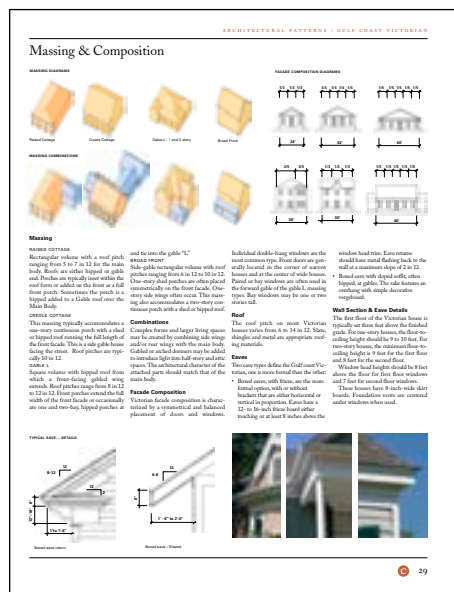 ARCHITECTURAL PATTERNS : GULF COAST VICTORIAN
Massing & Composition
MASSING DIAGRAMS
Raised Cottage
Creole Cottage
Gable L - 1 and 2 story
Broad Front
MASSING COMBINATIONS
FACADE COMPOSITION DIAGRAMS
Massing
RAISED COTTAGE
Rectangular volume with a roof pitch
ranging from 5 to 7 in 12 for the main
body. Roofs are either hipped or gable
end. Porches are typically inset within the
roof form or added on the front as a full
front porch. Sometimes the porch is a
hipped added to a Gable roof over the
Main Body.
CREOLE COTTAGE
This massing typically accommodates a
one-story continuous porch with a shed
or hipped roof running the full length of
the front facade. This is a side gable house
facing the street. Roof pitches are typi-
cally 10 in 12.
GABLE L
Square volume with hipped roof from
which a front-facing gabled wing
extends. Roof pitches range from 8 in 12
to 12 in 12. Front porches extend the full
width of the front facade or occasionally
are one and two-bay, hipped porches at
and tie into the gable "L"
BROAD FRONT
Side-gable rectangular volume with roof
pitches ranging from 6 in 12 to 10 in 12.
One-story shed porches are often placed
symmetrically on the front facade. One-
story side wings often occur. This mass-
ing also accommodates a two-story con-
tinuous porch with a shed or hipped roof.
Combinations
Complex forms and larger living spaces
may be created by combining side wings
and/or rear wings with the main body.
Gabled or arched dormers may be added
to introduce light into half-story and attic
spaces. The architectural character of the
attached parts should match that of the
main body.
Facade Composition
Victorian facade composition is charac-
terized by a symmetrical and balanced
placement of doors and windows.
Individual double-hung windows are the
most common type. Front doors are gen-
erally located in the corner of narrow
houses and at the center of wide houses.
Paired or bay windows are often used in
the forward gable of the gable L massing
types. Bay windows may be one or two
stories tall.
Roof
The roof pitch on most Victorian
houses varies from 6 to 14 in 12. Slate,
shingles and metal are appropriate roof-
ing materials.
Eaves
Two eave types define the Gulf Coast Vic-
torian, one is more formal than the other:
• Boxed eaves, with friezes, are the more
formal option, with or without
brackets that are either horizontal or
vertical in proportion. Eaves have a
12- to 16-inch frieze board either
touching or at least 8 inches above the
window head trim. Eave returns
should have metal flashing back to the
wall at a maximum slope of 2 in 12.
• Boxed eave with sloped soffit, often
hipped, at gables. The rake features an
overhang with simple decorative
vergeboard.
Wall Section & Eave Details
The first floor of the Victorian house is
typically set three feet above the finished
grade. For one-story houses, the floor-to-
ceiling height should be 9 to 10 feet. For
two-story houses, the minimum floor-to-
ceiling height is 9 feet for the first floor
and 8 feet for the second floor.
Window head heights should be 8 feet
above the floor for first floor windows
and 7 feet for second floor windows.
These houses have 8-inch-wide skirt
boards. Foundation vents are centered
under windows when used.
TYPICAL EAVE
DETAILS
Boxed eave return
Boxed eave – Sloped
C 29